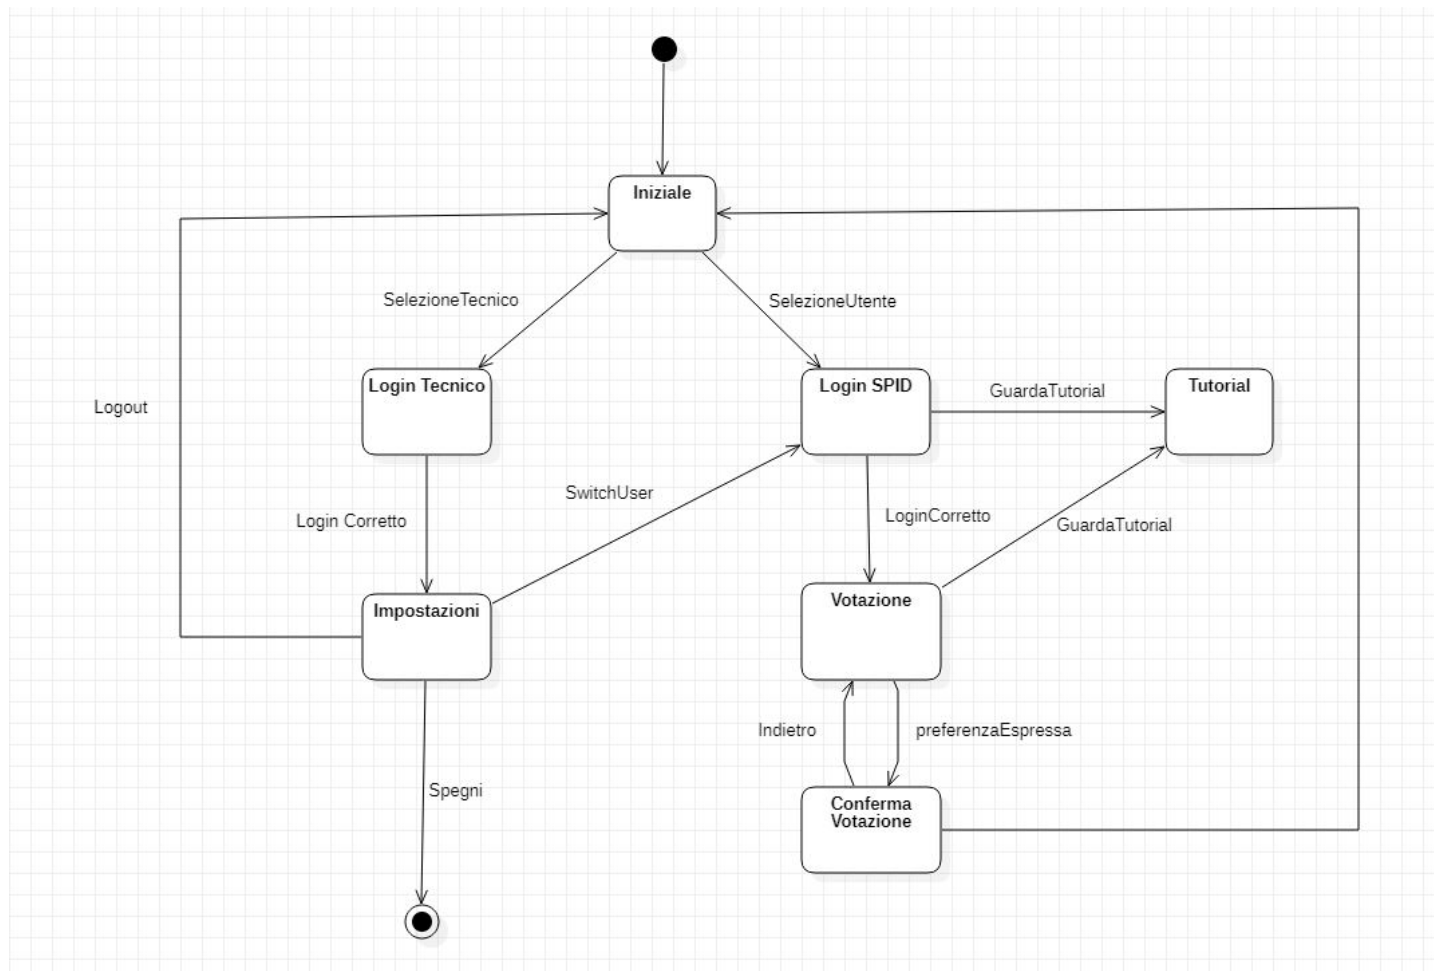 Iniziale
SelezioneTecnico
SelezioneUtente
Login Tecnico
Login SPID
GuardaTutorial
Tutorial
Logout
SwitchUser
Login Corretto
LoginCorretto
GuardaTutorial
Impostazioni
Votazione
Indietro
preferenzaEspressa
Spegni
Conferma
Votazione